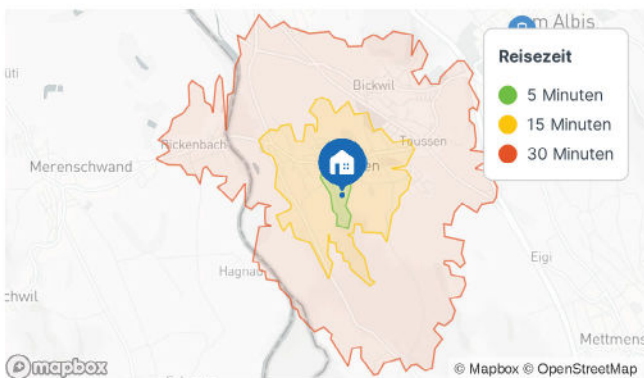 m Albis
Reisezeit
5 Minuten
15 Minuten
30 Minuten
Bickwil
Toussen
üti
Rickenbach
Merenschwand
en
Hagnau
Eigi
chwil
Mettmens
mapbox
© Mapbox © OpenStreetMap